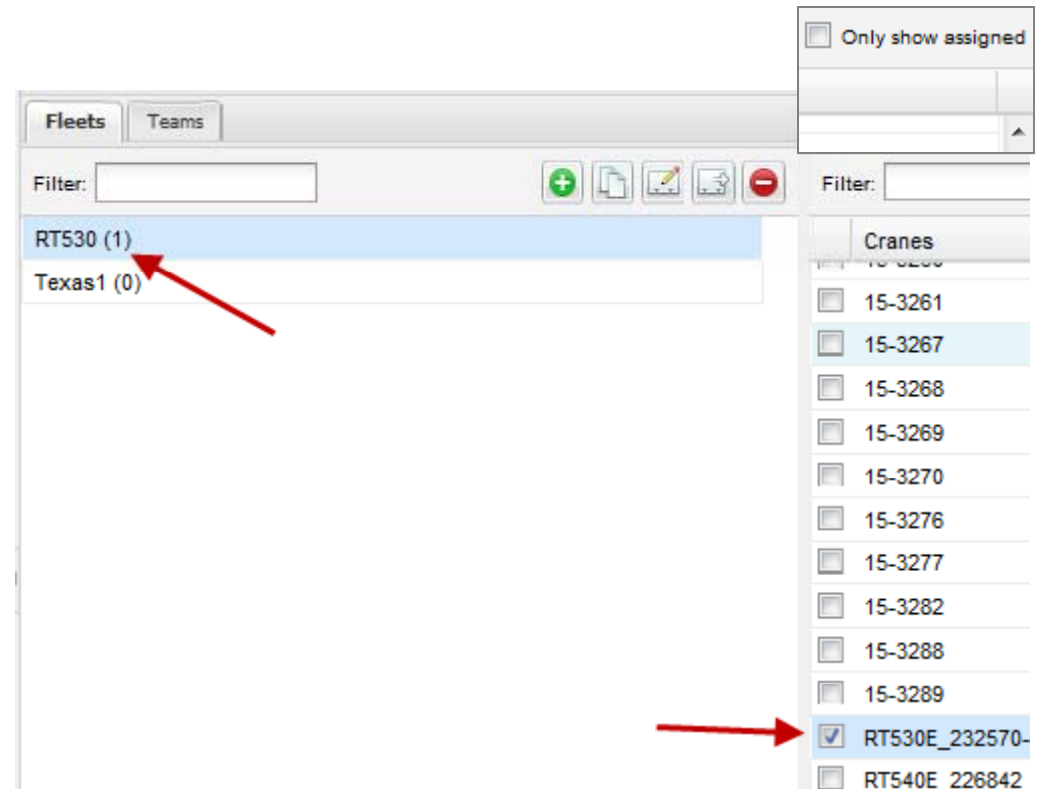 Only show assigned
Fleets Teams
Filter:
Filter:
RT530 (1)
Texas1 (0)
Cranes
15-3261
15-3267
15-3268
15-3269
15-3270
15-3276
15-3277
15-3282
15-3288
15-3289
RT530E_232570-
RT540E_226842